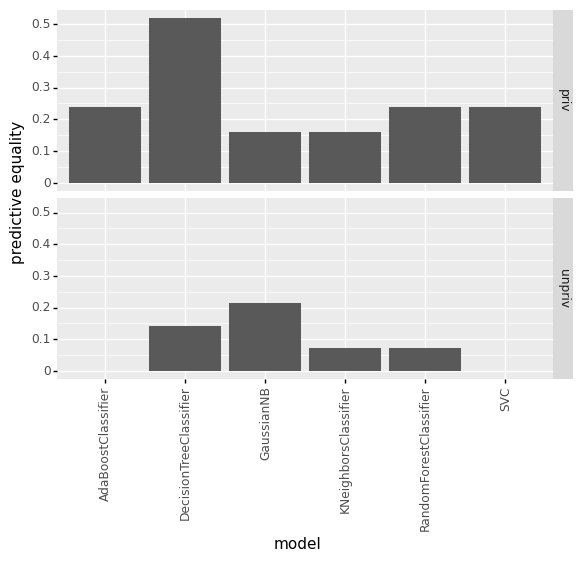 predictive equality
0.5
0.4
0.3
0.2
0.1
0
priv
0.5
0.4
0.3
0.2
0.1
0
unpriv
AdaBoostClassifier
DecisionTreeClassifier
GaussianNB
KNeighborsClassifier
RandomForestClassifier
SVC
model